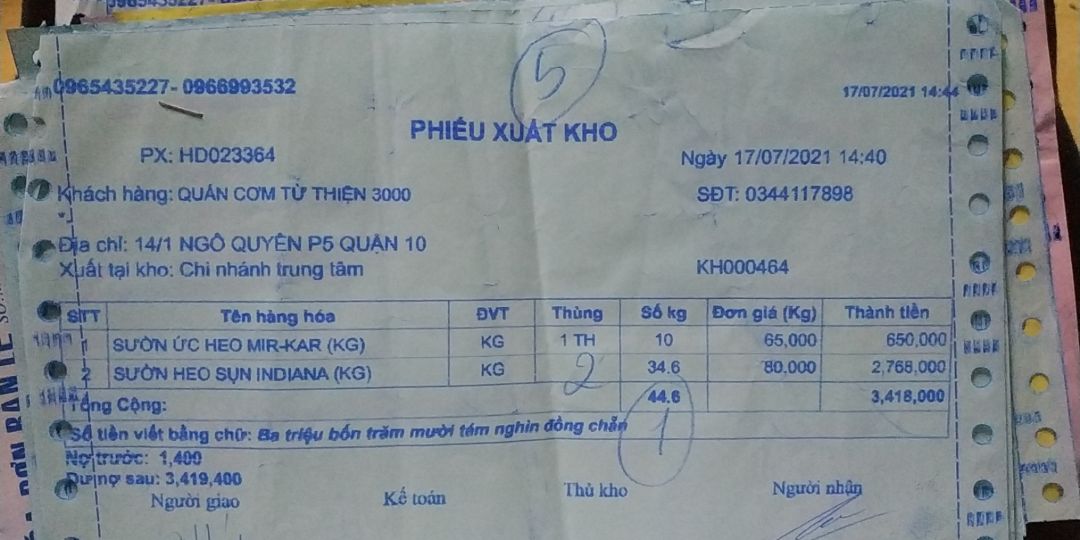 5
0965435227- 0966993532
17/07/2021 14:44
PHIẾU XUẤT KHO
PX: HD023364
Ngày 17/07/2021 14:40
Khách hàng: QUÁN CƠM TỪ THIỆN 3000
SĐT: 0344117898
Địa chỉ: 14/1 NGÔ QUYỀN P5 QUẬN 10
Xuất tại kho: Chi nhánh trung tâm
KH000464
STT Tên hàng hóa ĐVT Thùng Số kg Đơn giá (Kg) Thành tiền
1 SƯỜN ỨC HEO MIR-KAR (KG) KG 1 TH 10 65,000 650,000
2 SƯỜN HEO SỤN INDIANA (KG) KG 2 34.6 80,000 2,768,000
Tổng Cộng: 44.6 3,418,000
Số tiền viết bằng chữ: Ba triệu bốn trăm mười tám nghìn đồng chẵn
1
Nợ trước: 1,400
Dư nợ sau: 3,419,400
Người giao Kế toán Thủ kho Người nhận